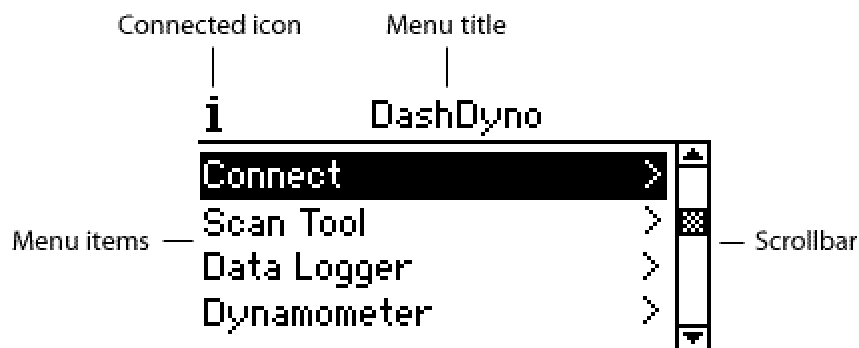 Connected icon Menu title
i DashDyno
Connect >
Scan Tool >
Menu items Data Logger > Scrollbar
Dynamometer >